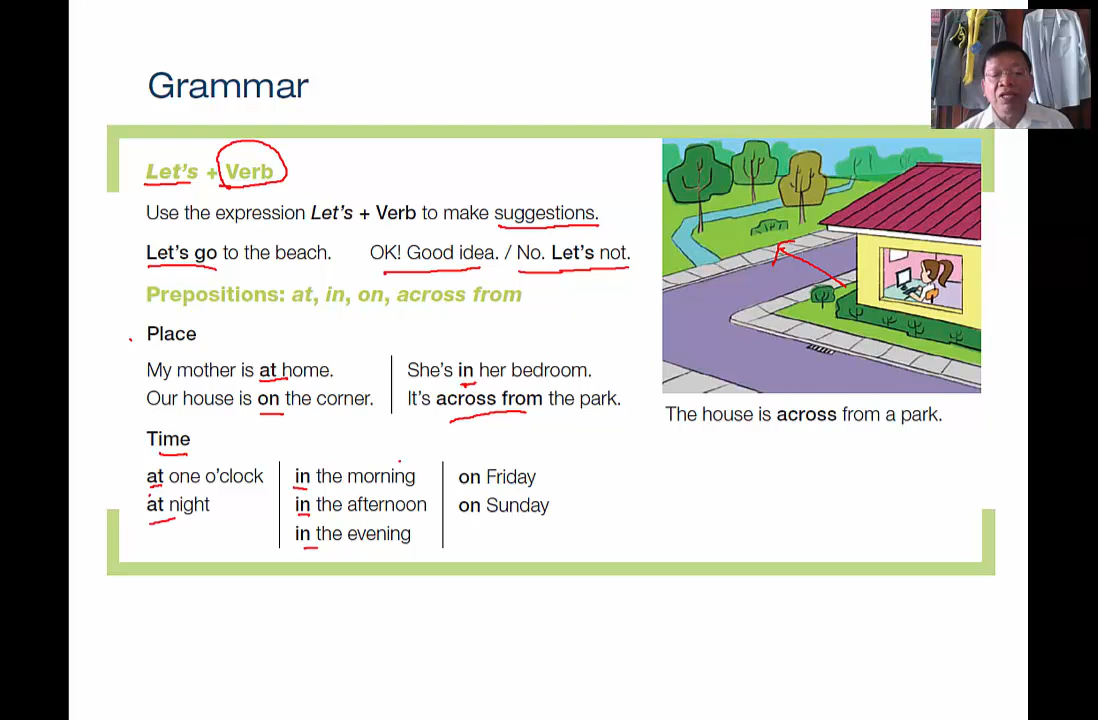 Grammar
Let's + Verb
Use the expression Let's + Verb to make suggestions.
Let's go to the beach. OK! Good idea. / No. Let's not.
Prepositions: at, in, on, across from
Place
My mother is at home.
Our house is on the corner.
She's in her bedroom.
It's across from the park.
Time
at one o'clock
at night
in the morning
in the afternoon
in the evening
on Friday
on Sunday
The house is across from a park.